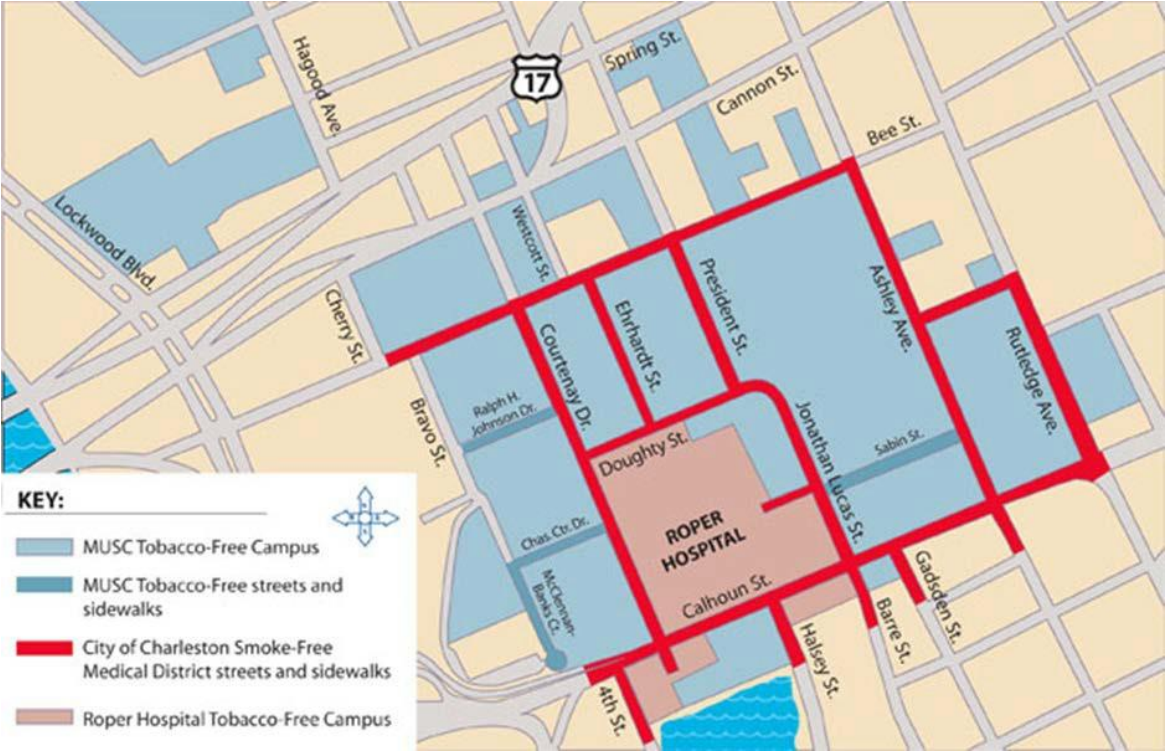 Hagood Ave.
17
Spring St.
Cannon St.
Bee St.
Lockwood Blvd.
Westcott St.
Cherry St.
Ehrhardt St.
President St.
Ashley Ave.
Rutledge Ave.
Courtenay Dr.
Ralph H.
Johnson Dr.
Bravo St.
Doughty St.
Jonathan Lucas St.
Sabin St.
ROPER
HOSPITAL
Chas. Ctr. Dr.
McClennan-
Banks Ct.
Calhoun St.
Gadsden St.
Barre St.
Halsey St.
4th St.
KEY:
MUSC Tobacco-Free Campus
MUSC Tobacco-Free streets and
sidewalks
City of Charleston Smoke-Free
Medical District streets and sidewalks
Roper Hospital Tobacco-Free Campus